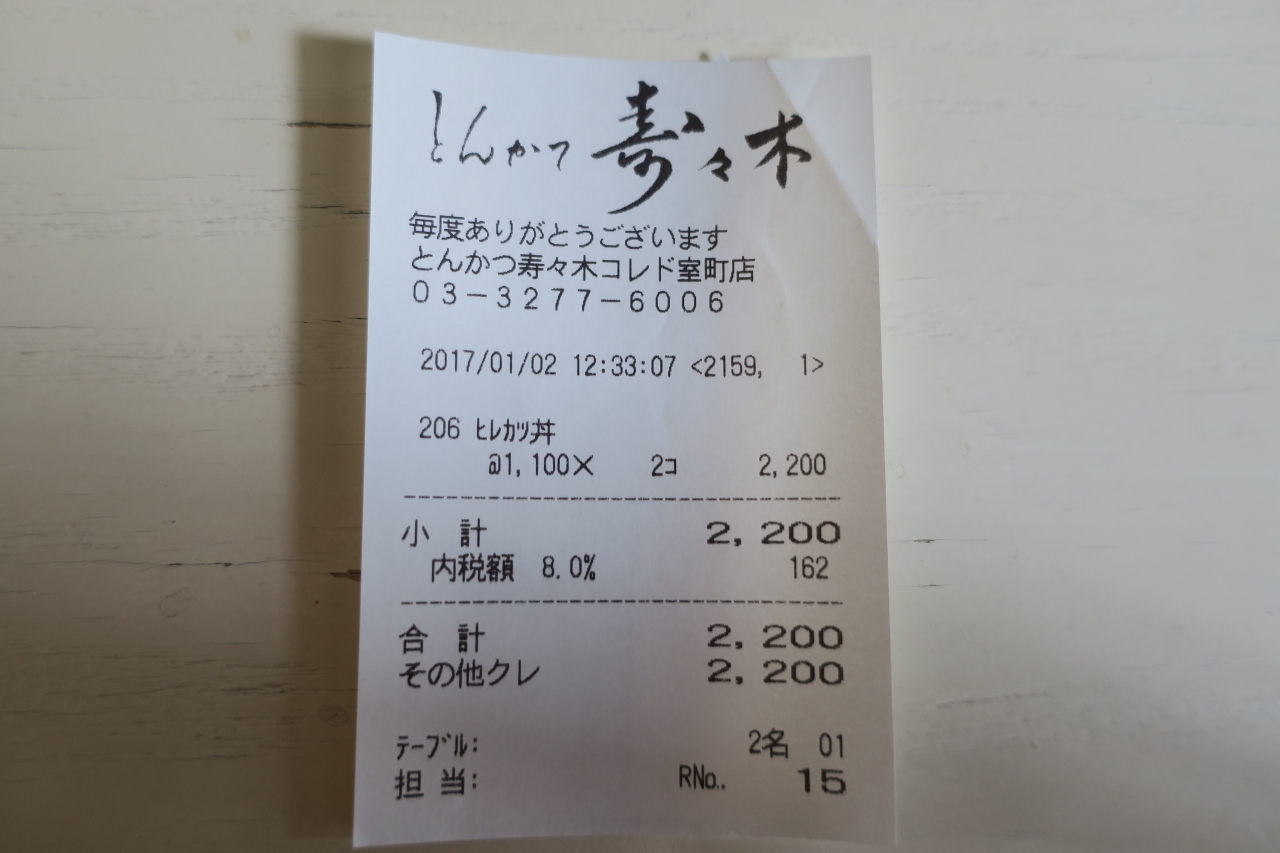 とんかつ 寿々木
毎度ありがとうございます
とんかつ寿々木コレド室町店
03-3277-6006
2017/01/02 12:33:07 <2159, 1>
206 ﾋﾚｶﾂ丼
@1,100× 2ｺ 2,200
小 計 2,200
内税額 8.0% 162
合 計 2,200
その他クレ 2,200
ﾃｰﾌﾞﾙ: 2名 01
担 当: RNo.. 15